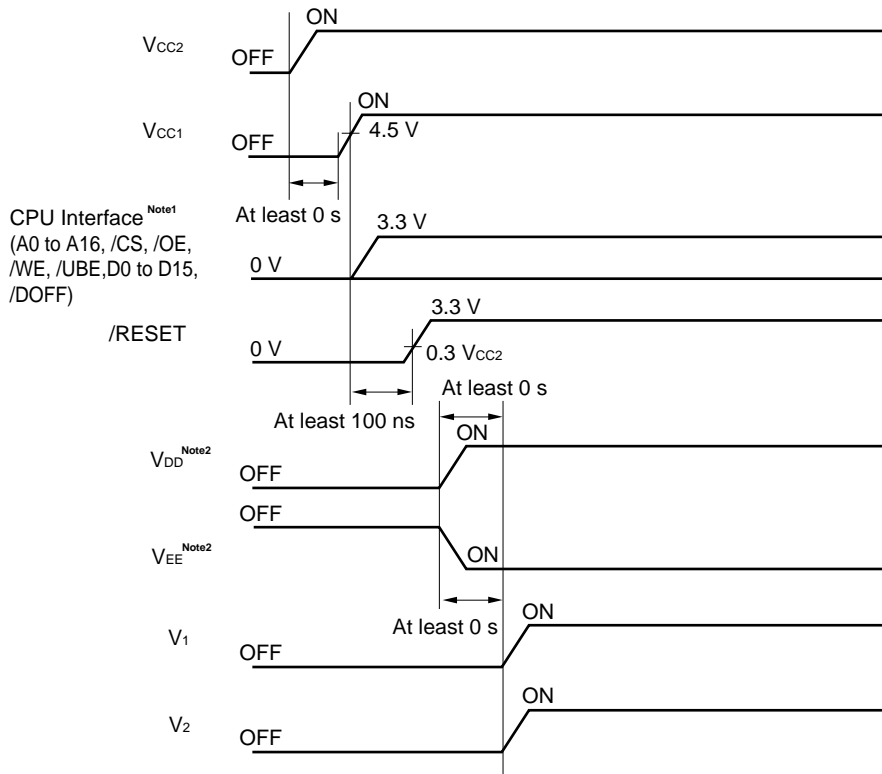 ON
VCC2
OFF
ON
VCC1
OFF
4.5 V
At least 0 s
CPU Interface Note1
(A0 to A16, /CS, /OE,
/WE, /UBE,D0 to D15,
/DOFF)
3.3 V
0 V
/RESET
3.3 V
0 V
0.3 VCC2
At least 0 s
At least 100 ns
ON
VDD Note2
OFF
OFF
VEE Note2
ON
At least 0 s
ON
V1
OFF
ON
V2
OFF